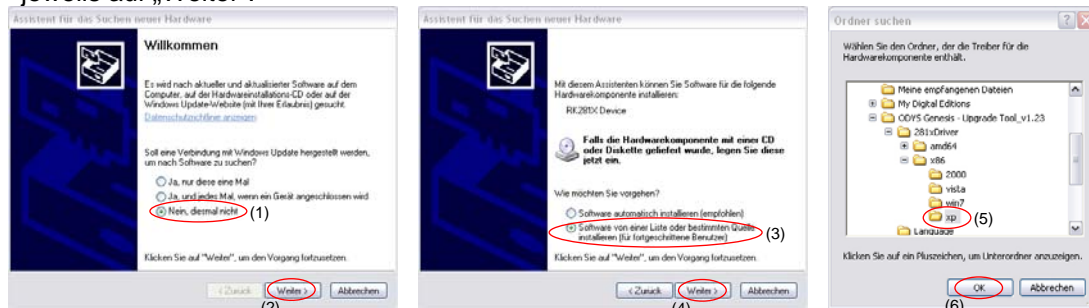 jeweils auf „Weiter“.
Assistent für das Suchen neuer Hardware
Willkommen
Es wird nach aktueller und aktualisierter Software auf dem
Computer, auf der Hardwareinstallations-CD oder auf der
Windows Update-Website (mit Ihrer Erlaubnis) gesucht.
Datenschutzrichtlinie anzeigen
Soll eine Verbindung mit Windows Update hergestellt werden,
um nach Software zu suchen?
Ja, nur diese eine Mal
Ja, und jedes Mal, wenn ein Gerät angeschlossen wird
Nein, diesmal nicht (1)
Klicken Sie auf "Weiter", um den Vorgang fortzusetzen.
< Zurück Weiter > Abbrechen
(2)
Assistent für das Suchen neuer Hardware
Mit diesem Assistenten können Sie Software für die folgende
Hardwarekomponente installieren:
RK281X Device
Falls die Hardwarekomponente mit einer CD
oder Diskette geliefert wurde, legen Sie diese
jetzt ein.
Wie möchten Sie vorgehen?
Software automatisch installieren (empfohlen)
Software von einer Liste oder bestimmten Quelle
installieren (für fortgeschrittene Benutzer) (3)
Klicken Sie auf "Weiter", um den Vorgang fortzusetzen.
< Zurück Weiter > Abbrechen
(4)
Ordner suchen
Wählen Sie den Ordner, der die Treiber für die
Hardwarekomponente enthält.
Meine empfangenen Dateien
My Digital Editions
ODYS Genesis - Upgrade Tool_v1.23
281xDriver
amd64
x86
2000
vista
win7
xp (5)
Language
Klicken Sie auf ein Pluszeichen, um Unterordner anzuzeigen.
OK Abbrechen
(6)